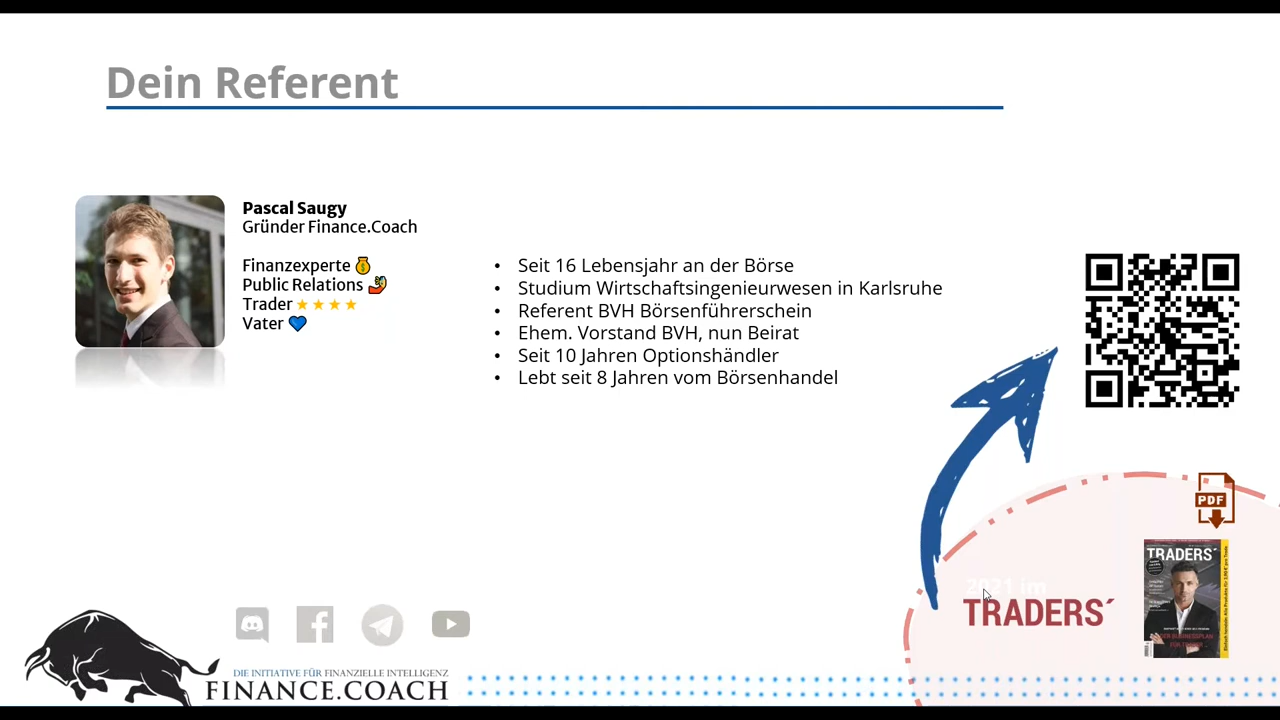 Dein Referent
Pascal Saugy
Gründer Finance.Coach
Finanzexperte
Public Relations
Trader
Vater
• Seit 16 Lebensjahr an der Börse
• Studium Wirtschaftsingenieurwesen in Karlsruhe
• Referent BVH Börsenführerschein
• Ehem. Vorstand BVH, nun Beirat
• Seit 10 Jahren Optionshändler
• Lebt seit 8 Jahren vom Börsenhandel
PDF
TRADERS´
2021 im
TRADERS´
DIE INITIATIVE FÜR FINANZIELLE INTELLIGENZ
FINANCE.COACH